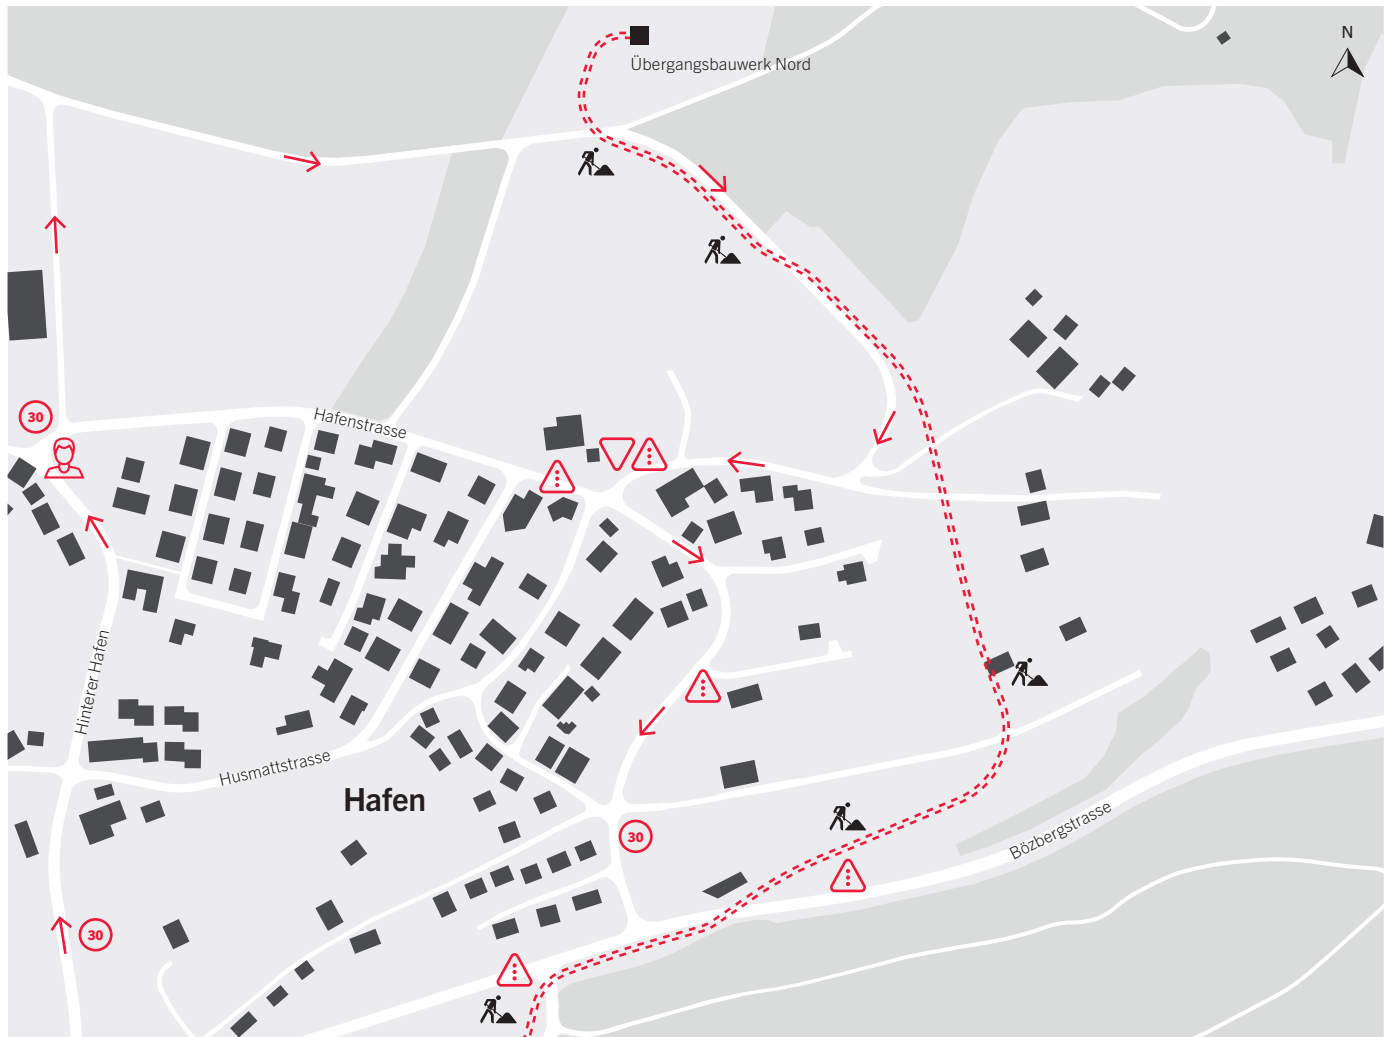 N
Übergangsbauwerk Nord
30
Hafenstrasse
Hinterer Hafen
Husmattstrasse
Hafen
30
Bözbergstrasse
30